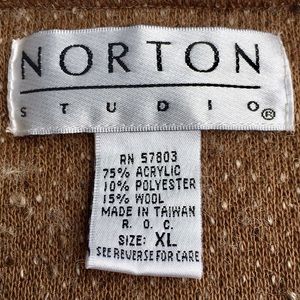 NORTON
STUDIO®
RN 57803
75% ACRYLIC
10% POLYESTER
15% WOOL
MADE IN TAIWAN
R. O. C.
SIZE: XL
SEE REVERSE FOR CARE